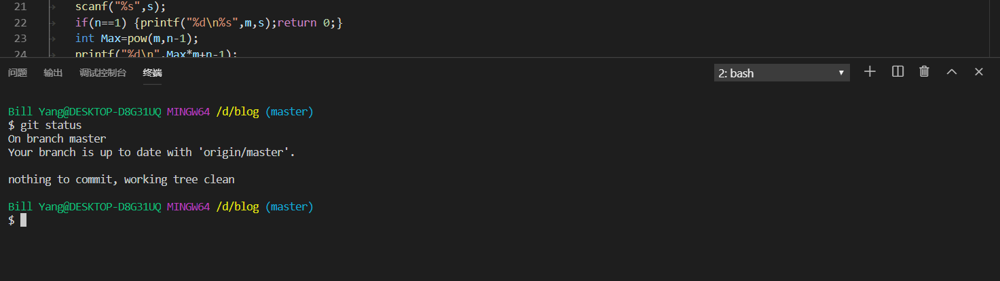 21 scanf("%s",s);
22 if(n==1) {printf("%d\n%s",m,s);return 0;}
23 int Max=pow(m,n-1);
24 printf("%d\n",Max*m+n-1);
问题 输出 调试控制台 终端 2: bash
Bill Yang@DESKTOP-D8G31UQ MINGW64 /d/blog (master)
$ git status
On branch master
Your branch is up to date with 'origin/master'.
nothing to commit, working tree clean
Bill Yang@DESKTOP-D8G31UQ MINGW64 /d/blog (master)
$